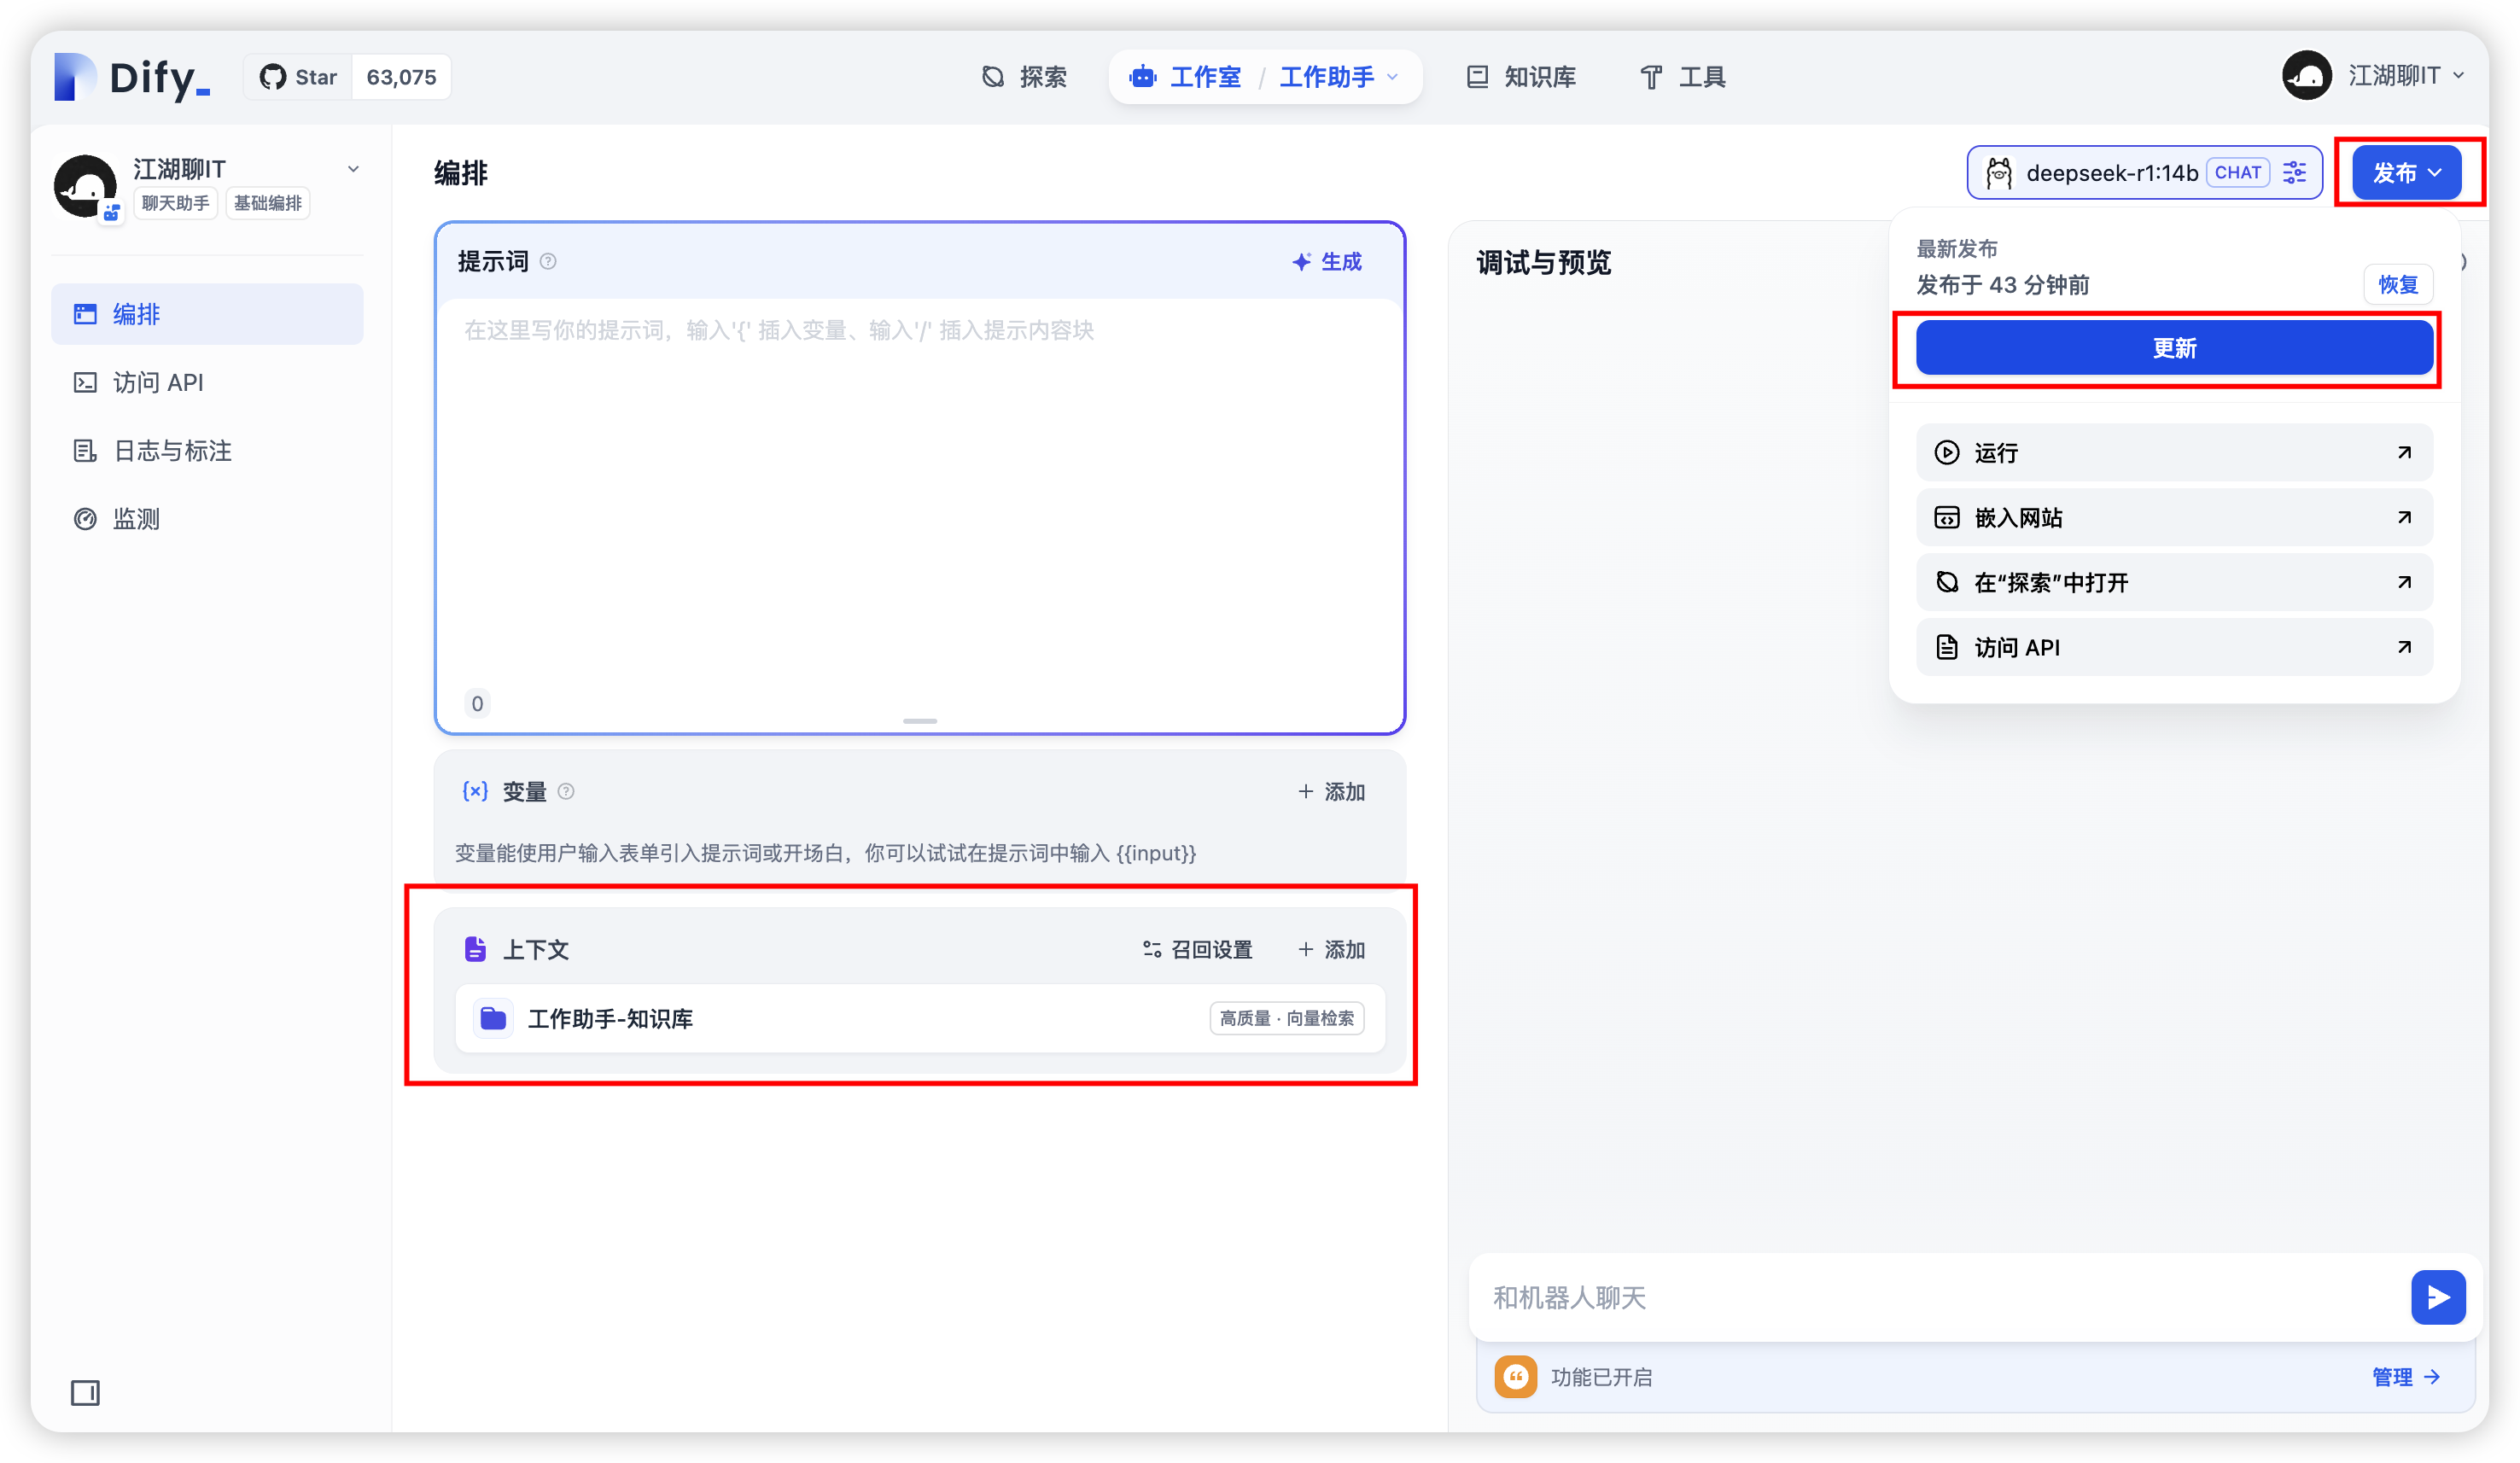 Dify_
Star 63,075
探索
工作室 / 工作助手
知识库
工具
江湖聊IT
江湖聊IT
聊天助手 基础编排
编排
访问 API
日志与标注
监测
编排
deepseek-r1:14b CHAT
发布
提示词
生成
在这里写你的提示词，输入'{' 插入变量、输入'/' 插入提示内容块
0
变量
添加
变量能使用户输入表单引入提示词或开场白，你可以试试在提示词中输入 {{input}}
上下文
召回设置
添加
工作助手-知识库
高质量 · 向量检索
调试与预览
最新发布
发布于 43 分钟前
恢复
更新
运行
嵌入网站
在“探索”中打开
访问 API
和机器人聊天
功能已开启
管理